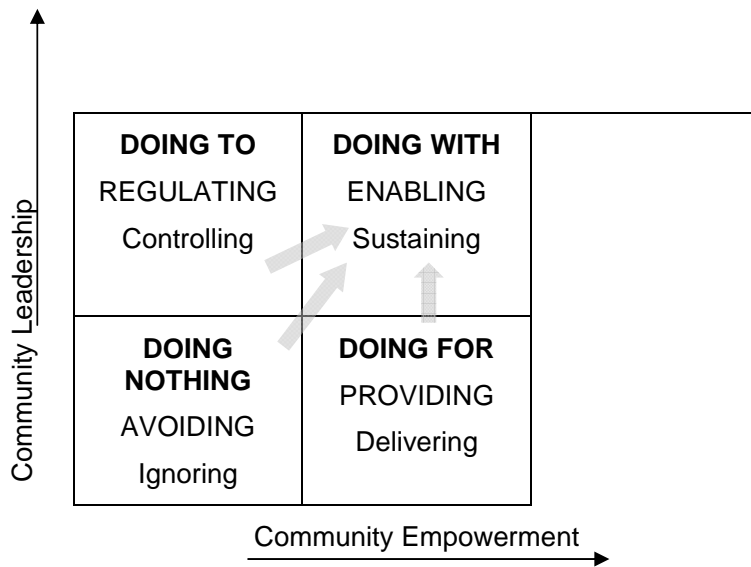 Community Leadership
DOING TO
REGULATING
Controlling
DOING WITH
ENABLING
Sustaining
DOING
NOTHING
AVOIDING
Ignoring
DOING FOR
PROVIDING
Delivering
Community Empowerment